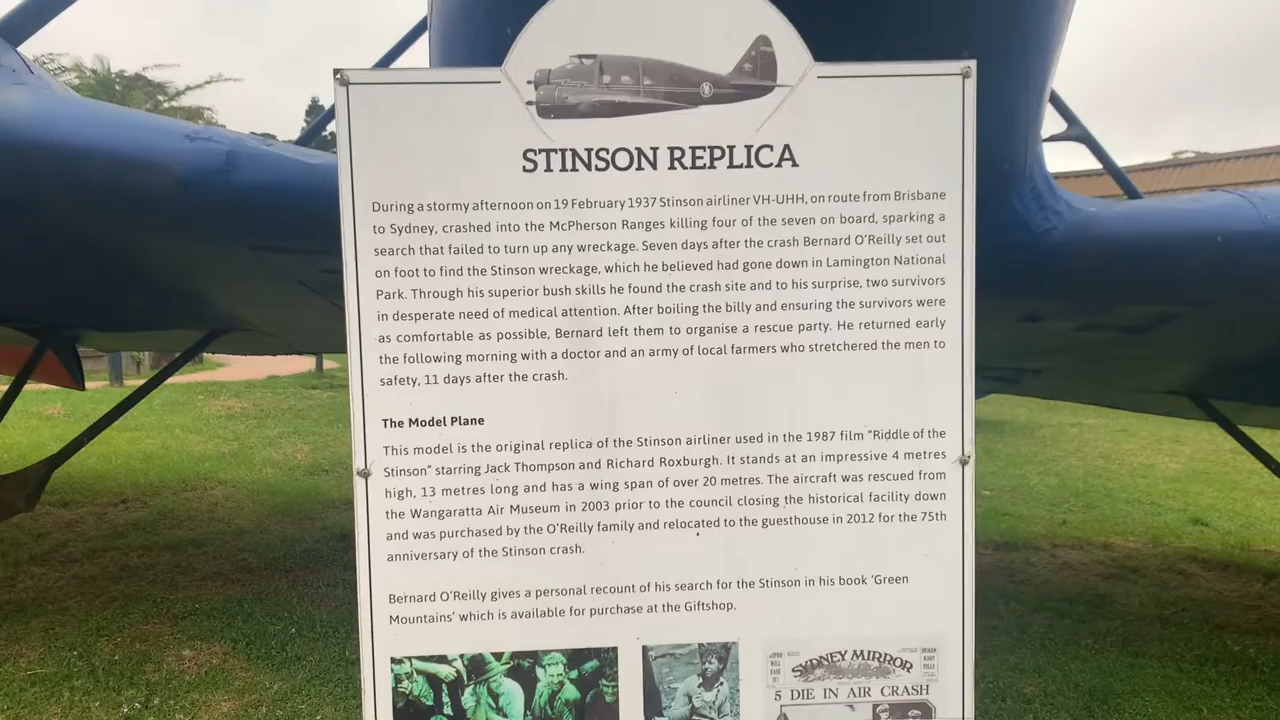 STINSON REPLICA
During a stormy afternoon on 19 February 1937 Stinson airliner VH-UHH, on route from Brisbane
to Sydney, crashed into the McPherson Ranges killing four of the seven on board, sparking a
search that failed to turn up any wreckage. Seven days after the crash Bernard O'Reilly set out
on foot to find the Stinson wreckage, which he believed had gone down in Lamington National
Park. Through his superior bush skills he found the crash site and to his surprise, two survivors
in desperate need of medical attention. After boiling the billy and ensuring the survivors were
as comfortable as possible, Bernard left them to organise a rescue party. He returned early
the following morning with a doctor and an army of local farmers who stretchered the men to
safety, 11 days after the crash.
The Model Plane
This model is the original replica of the Stinson airliner used in the 1987 film "Riddle of the
Stinson" starring Jack Thompson and Richard Roxburgh. It stands at an impressive 4 metres
high, 13 metres long and has a wing span of over 20 metres. The aircraft was rescued from
the Wangaratta Air Museum in 2003 prior to the council closing the historical facility down
and was purchased by the O'Reilly family and relocated to the guesthouse in 2012 for the 75th
anniversary of the Stinson crash.
Bernard O'Reilly gives a personal recount of his search for the Stinson in his book 'Green
Mountains' which is available for purchase at the Giftshop.
SYDNEY MIRROR
5 DIE IN AIR CRASH